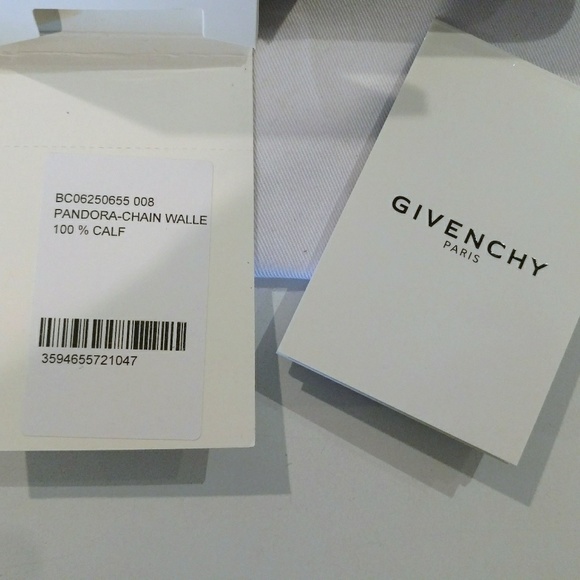 BC06250655 008
PANDORA-CHAIN WALLE
100 % CALF
3594655721047
GIVENCHY
PARIS